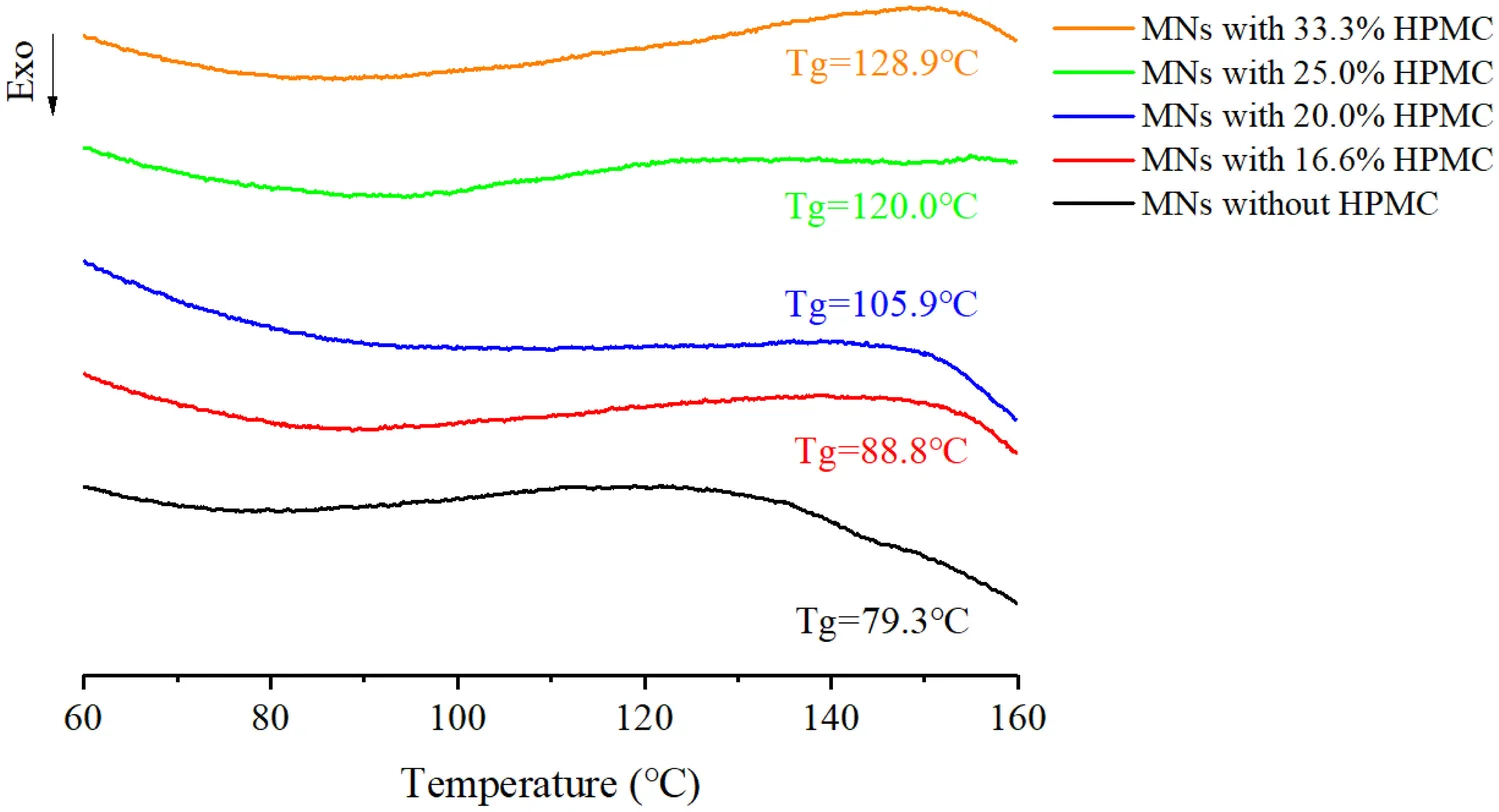 Exo
Tg=128.9℃
Tg=120.0℃
Tg=105.9℃
Tg=88.8℃
Tg=79.3℃
MNs with 33.3% HPMC
MNs with 25.0% HPMC
MNs with 20.0% HPMC
MNs with 16.6% HPMC
MNs without HPMC
60 80 100 120 140 160
Temperature (℃)